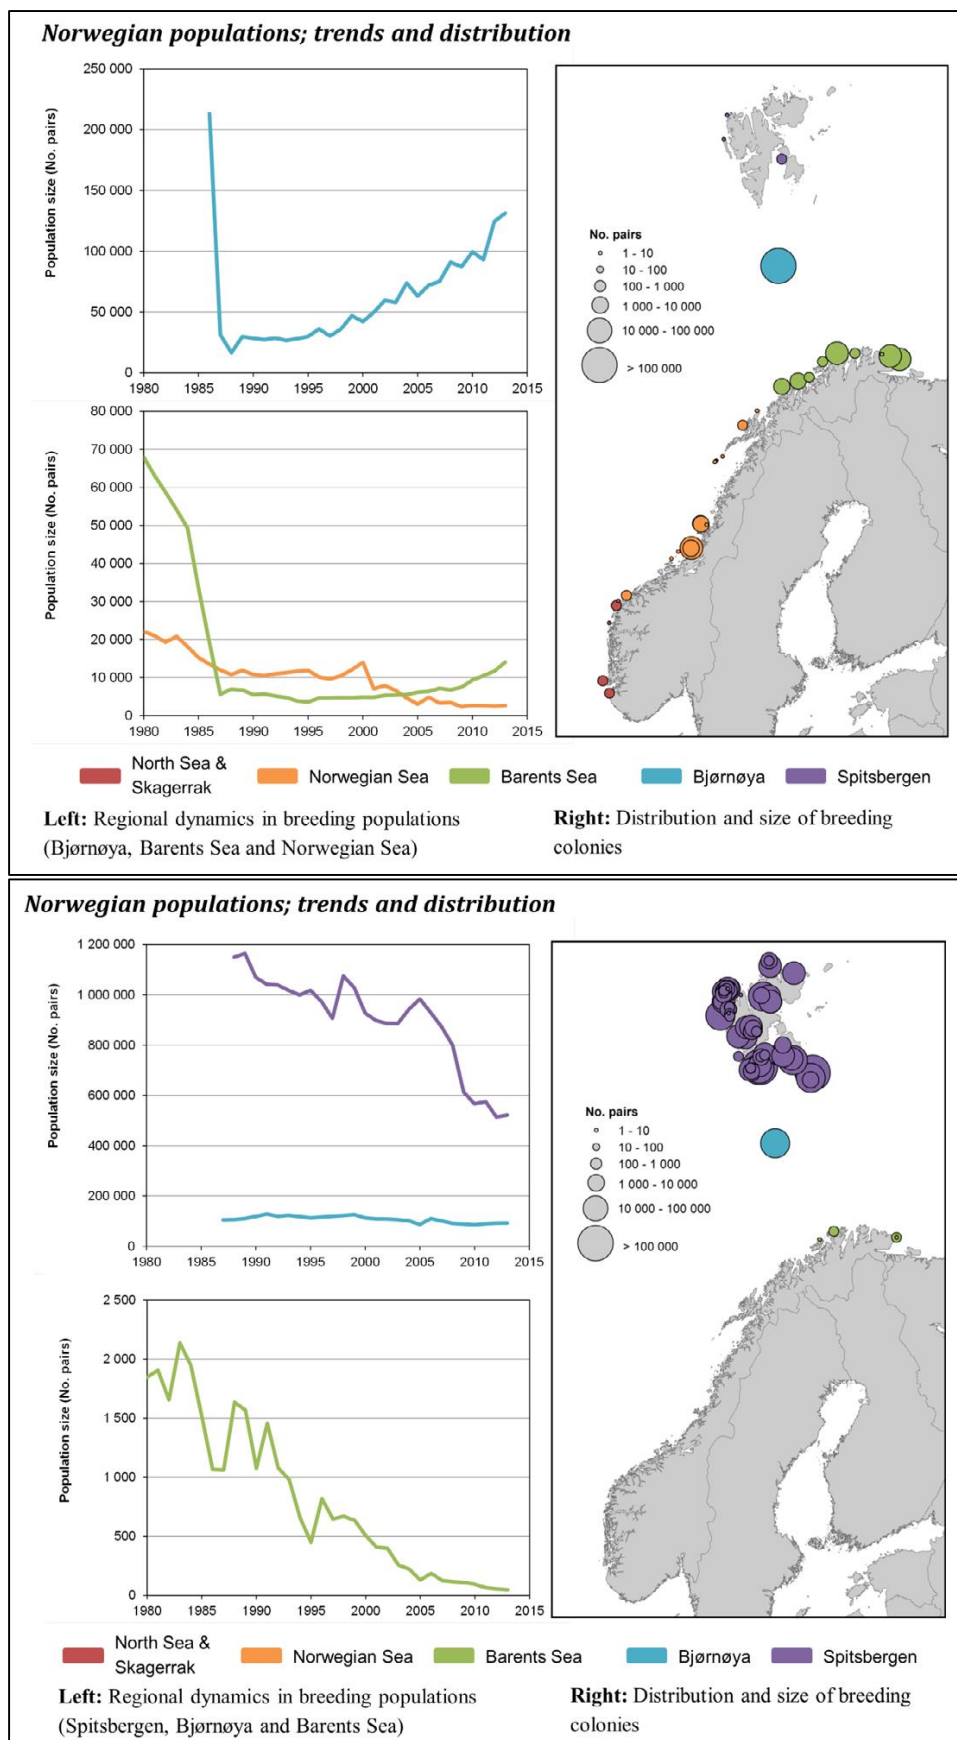 Norwegian populations; trends and distribution
Population size (No. pairs)
250 000
200 000
150 000
100 000
50 000
0
1980 1985 1990 1995 2000 2005 2010 2015
Population size (No. pairs)
80 000
70 000
60 000
50 000
40 000
30 000
20 000
10 000
0
1980 1985 1990 1995 2000 2005 2010 2015
No. pairs
1 - 10
10 - 100
100 - 1 000
1 000 - 10 000
10 000 - 100 000
> 100 000
North Sea &
Skagerrak
Norwegian Sea
Barents Sea
Bjørnøya
Spitsbergen
Left: Regional dynamics in breeding populations
(Bjørnøya, Barents Sea and Norwegian Sea)
Right: Distribution and size of breeding
colonies
Norwegian populations; trends and distribution
Population size (No. pairs)
1 200 000
1 000 000
800 000
600 000
400 000
200 000
0
1980 1985 1990 1995 2000 2005 2010 2015
Population size (No. pairs)
2 500
2 000
1 500
1 000
500
0
1980 1985 1990 1995 2000 2005 2010 2015
No. pairs
1 - 10
10 - 100
100 - 1 000
1 000 - 10 000
10 000 - 100 000
> 100 000
North Sea &
Skagerrak
Norwegian Sea
Barents Sea
Bjørnøya
Spitsbergen
Left: Regional dynamics in breeding populations
(Spitsbergen, Bjørnøya and Barents Sea)
Right: Distribution and size of breeding
colonies